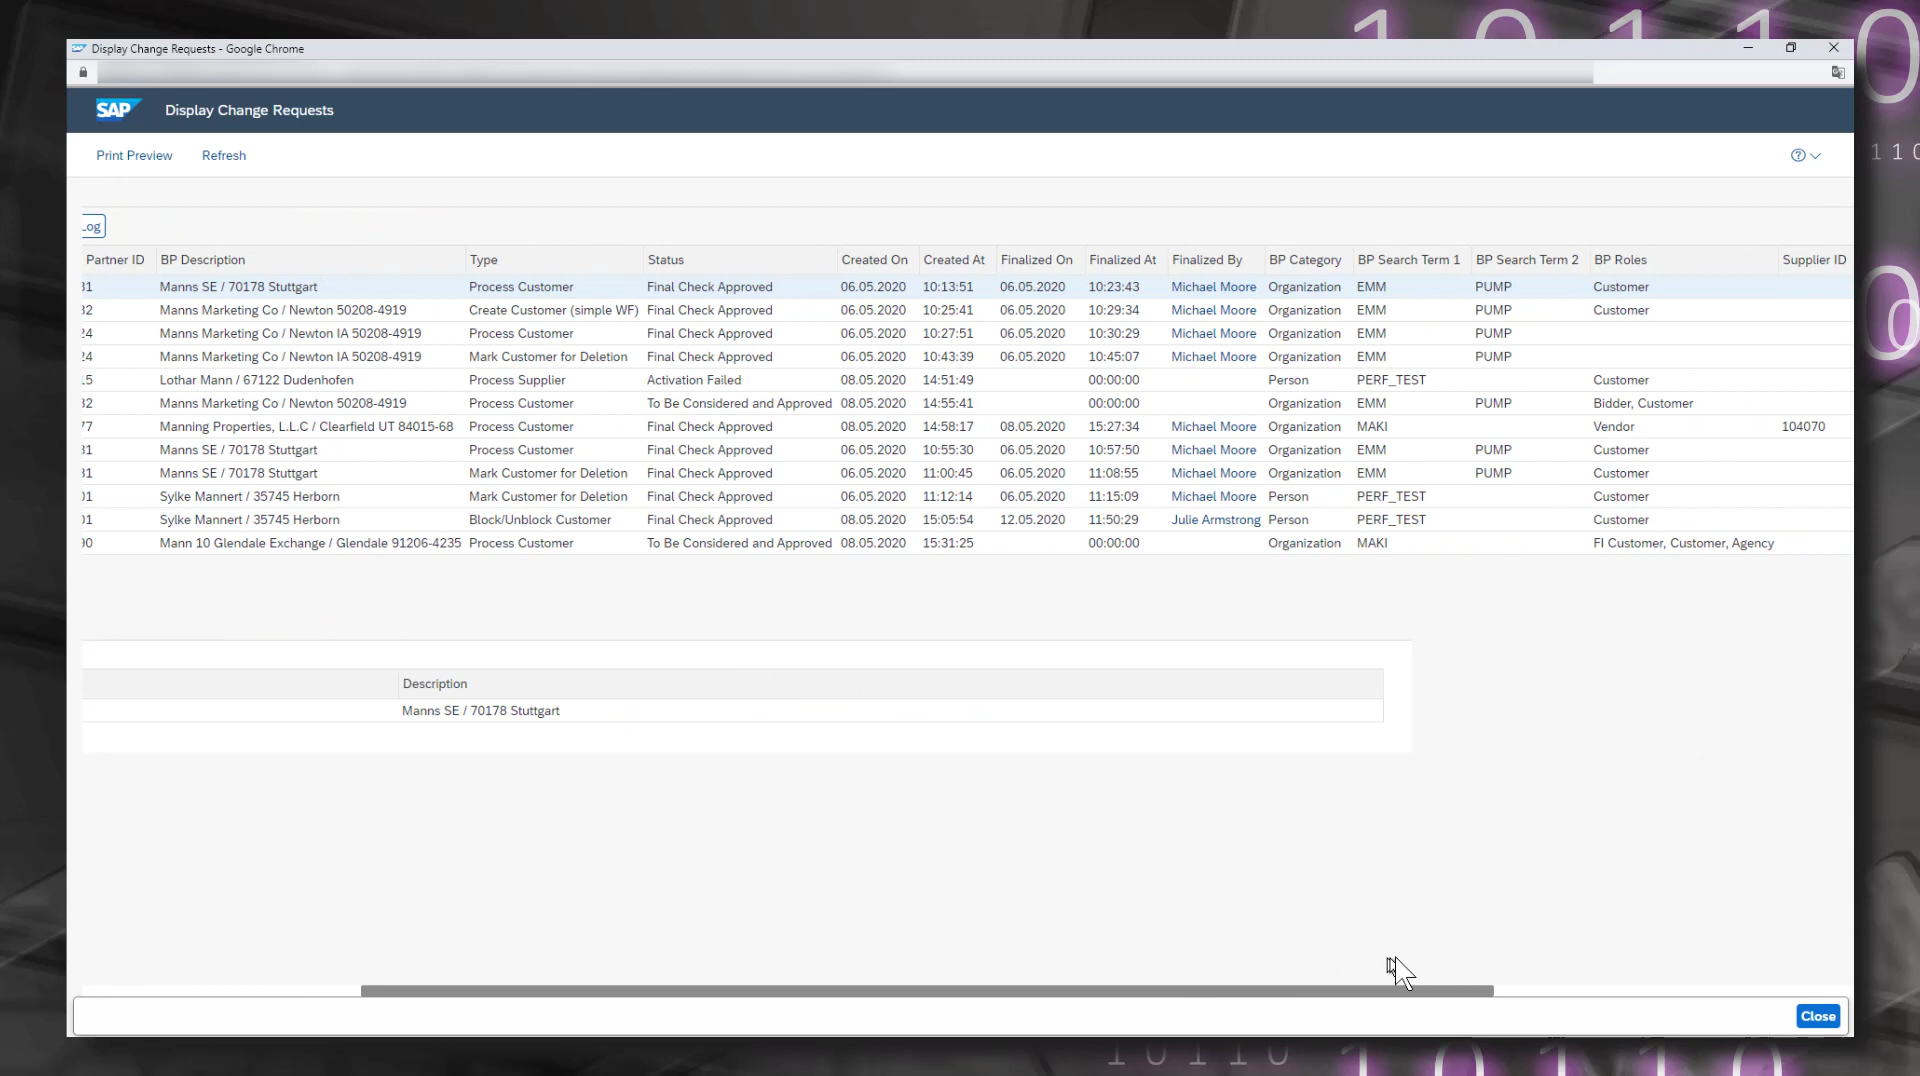 Display Change Requests - Google Chrome
SAP Display Change Requests
Print Preview Refresh
Log
Partner ID BP Description Type Status Created On Created At Finalized On Finalized At Finalized By BP Category BP Search Term 1 BP Search Term 2 BP Roles Supplier ID
31 Manns SE / 70178 Stuttgart Process Customer Final Check Approved 06.05.2020 10:13:51 06.05.2020 10:23:43 Michael Moore Organization EMM PUMP Customer
32 Manns Marketing Co / Newton 50208-4919 Create Customer (simple WF) Final Check Approved 06.05.2020 10:25:41 06.05.2020 10:29:34 Michael Moore Organization EMM PUMP Customer
24 Manns Marketing Co / Newton IA 50208-4919 Process Customer Final Check Approved 06.05.2020 10:27:51 06.05.2020 10:30:29 Michael Moore Organization EMM PUMP
24 Manns Marketing Co / Newton IA 50208-4919 Mark Customer for Deletion Final Check Approved 06.05.2020 10:43:39 06.05.2020 10:45:07 Michael Moore Organization EMM PUMP
15 Lothar Mann / 67122 Dudenhofen Process Supplier Activation Failed 08.05.2020 14:51:49 00:00:00 Person PERF_TEST Customer
32 Manns Marketing Co / Newton 50208-4919 Process Customer To Be Considered and Approved 08.05.2020 14:55:41 00:00:00 Organization EMM PUMP Bidder, Customer
77 Manning Properties, L.L.C / Clearfield UT 84015-68 Process Customer Final Check Approved 08.05.2020 14:58:17 08.05.2020 15:27:34 Michael Moore Organization MAKI Vendor 104070
31 Manns SE / 70178 Stuttgart Process Customer Final Check Approved 06.05.2020 10:55:30 06.05.2020 10:57:50 Michael Moore Organization EMM PUMP Customer
31 Manns SE / 70178 Stuttgart Mark Customer for Deletion Final Check Approved 06.05.2020 11:00:45 06.05.2020 11:08:55 Michael Moore Organization EMM PUMP Customer
01 Sylke Mannert / 35745 Herborn Mark Customer for Deletion Final Check Approved 06.05.2020 11:12:14 06.05.2020 11:15:09 Michael Moore Person PERF_TEST Customer
01 Sylke Mannert / 35745 Herborn Block/Unblock Customer Final Check Approved 08.05.2020 15:05:54 12.05.2020 11:50:29 Julie Armstrong Person PERF_TEST Customer
90 Mann 10 Glendale Exchange / Glendale 91206-4235 Process Customer To Be Considered and Approved 08.05.2020 15:31:25 00:00:00 Organization MAKI FI Customer, Customer, Agency
Description
Manns SE / 70178 Stuttgart
Close